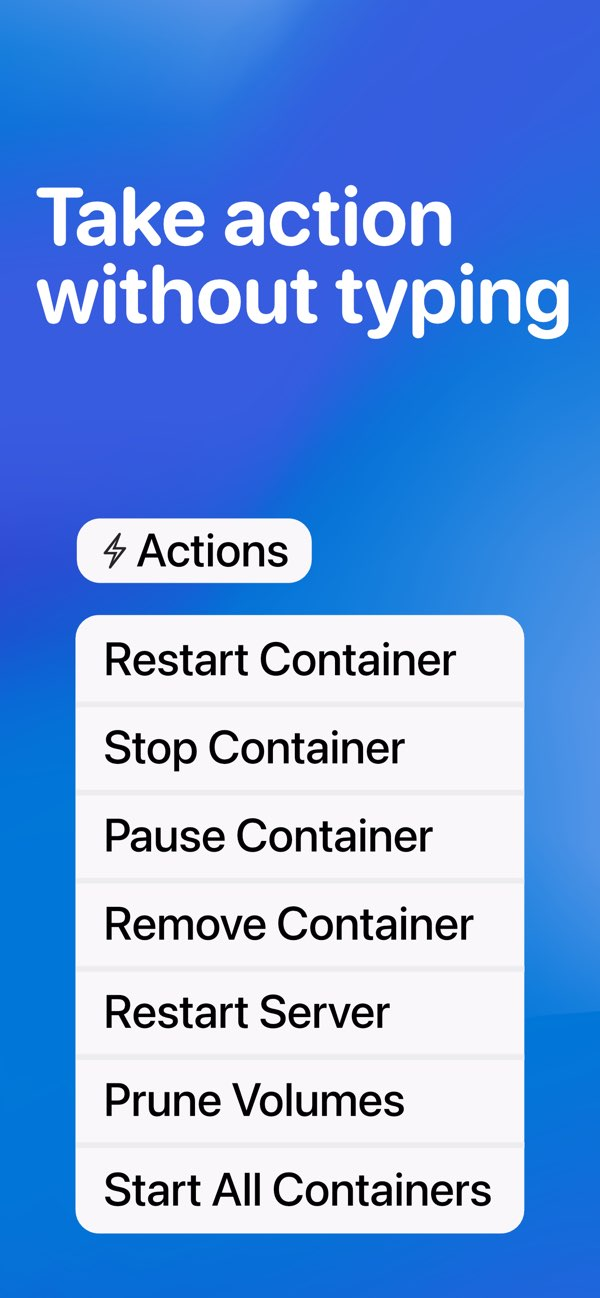 Take action
without typing
Actions
Restart Container
Stop Container
Pause Container
Remove Container
Restart Server
Prune Volumes
Start All Containers